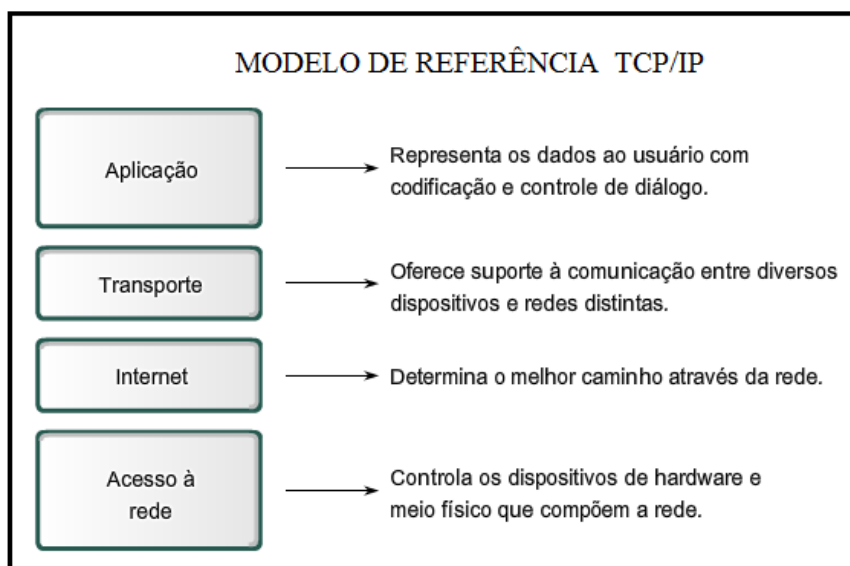 MODELO DE REFERÊNCIA TCP/IP
Aplicação
Representa os dados ao usuário com
codificação e controle de diálogo.
Transporte
Oferece suporte à comunicação entre diversos
dispositivos e redes distintas.
Internet
Determina o melhor caminho através da rede.
Acesso à
rede
Controla os dispositivos de hardware e
meio físico que compõem a rede.